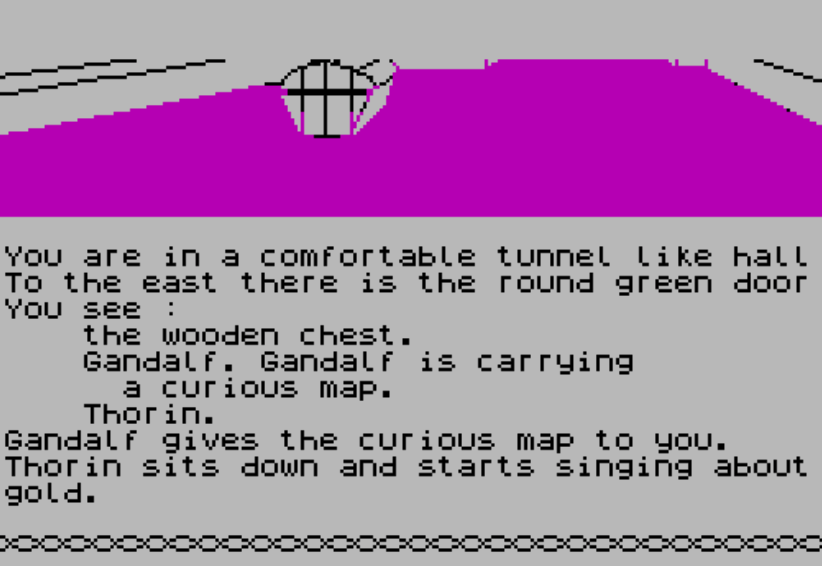 You are in a comfortable tunnel like hall
To the east there is the round green door
You see :
the wooden chest.
Gandalf. Gandalf is carrying
a curious map.
Thorin.
Gandalf gives the curious map to you.
Thorin sits down and starts singing about
gold.